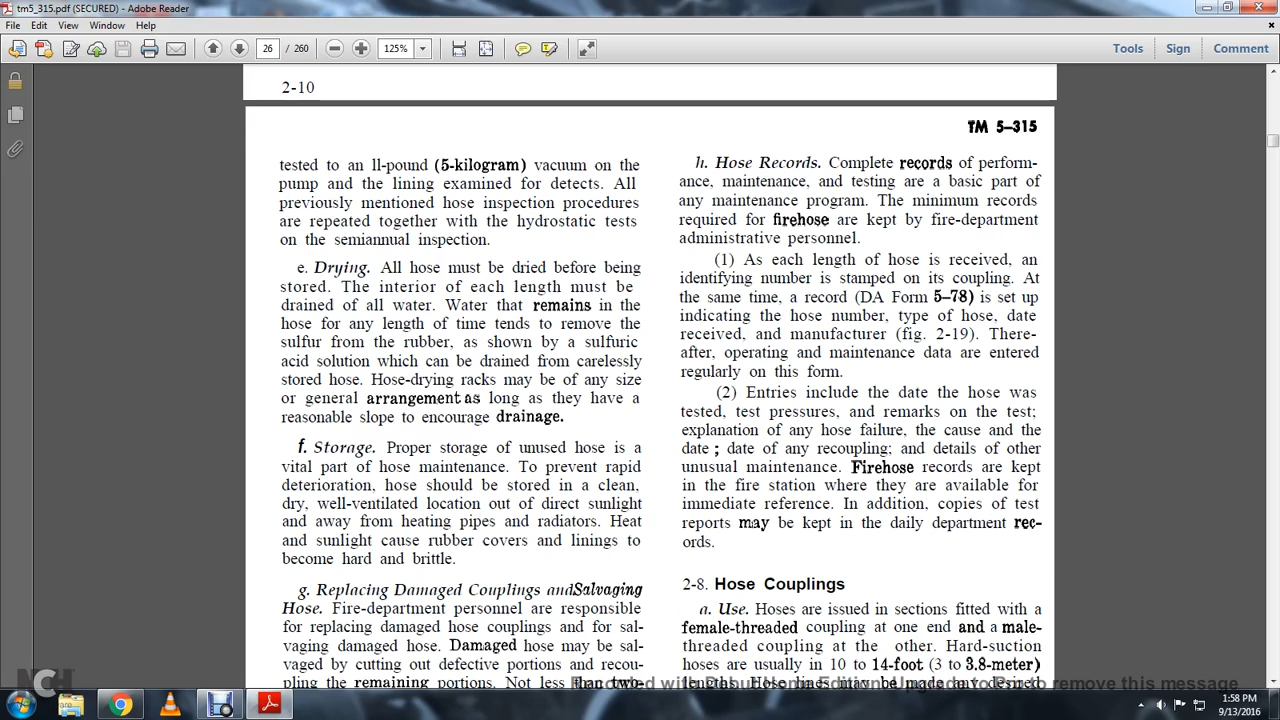 tm5_315.pdf (SECURED) - Adobe Reader
File Edit View Window Help
26 / 260
125%
Tools Sign Comment
2-10
TM 5–315
tested to an ll-pound (5-kilogram) vacuum on the
pump and the lining examined for detects. All
previously mentioned hose inspection procedures
are repeated together with the hydrostatic tests
on the semiannual inspection.
e. Drying. All hose must be dried before being
stored. The interior of each length must be
drained of all water. Water that remains in the
hose for any length of time tends to remove the
sulfur from the rubber, as shown by a sulfuric
acid solution which can be drained from carelessly
stored hose. Hose-drying racks may be of any size
or general arrangement as long as they have a
reasonable slope to encourage drainage.
f. Storage. Proper storage of unused hose is a
vital part of hose maintenance. To prevent rapid
deterioration, hose should be stored in a clean,
dry, well-ventilated location out of direct sunlight
and away from heating pipes and radiators. Heat
and sunlight cause rubber covers and linings to
become hard and brittle.
g. Replacing Damaged Couplings and Salvaging
Hose. Fire-department personnel are responsible
for replacing damaged hose couplings and for sal-
vaging damaged hose. Damaged hose may be sal-
vaged by cutting out defective portions and recou-
pling the remaining portions. Not less than two-
h. Hose Records. Complete records of perform-
ance, maintenance, and testing are a basic part of
any maintenance program. The minimum records
required for firehose are kept by fire-department
administrative personnel.
(1) As each length of hose is received, an
identifying number is stamped on its coupling. At
the same time, a record (DA Form 5–78) is set up
indicating the hose number, type of hose, date
received, and manufacturer (fig. 2-19). There-
after, operating and maintenance data are entered
regularly on this form.
(2) Entries include the date the hose was
tested, test pressures, and remarks on the test;
explanation of any hose failure, the cause and the
date ; date of any recoupling; and details of other
unusual maintenance. Firehose records are kept
in the fire station where they are available for
immediate reference. In addition, copies of test
reports may be kept in the daily department rec-
ords.
2-8. Hose Couplings
a. Use. Hoses are issued in sections fitted with a
female-threaded coupling at one end and a male-
threaded coupling at the other. Hard-suction
hoses are usually in 10 to 14-foot (3 to 3.8-meter)
lengths. Hose lines may be made any desired
NCH
to remove this message
1:58 PM
9/13/2016